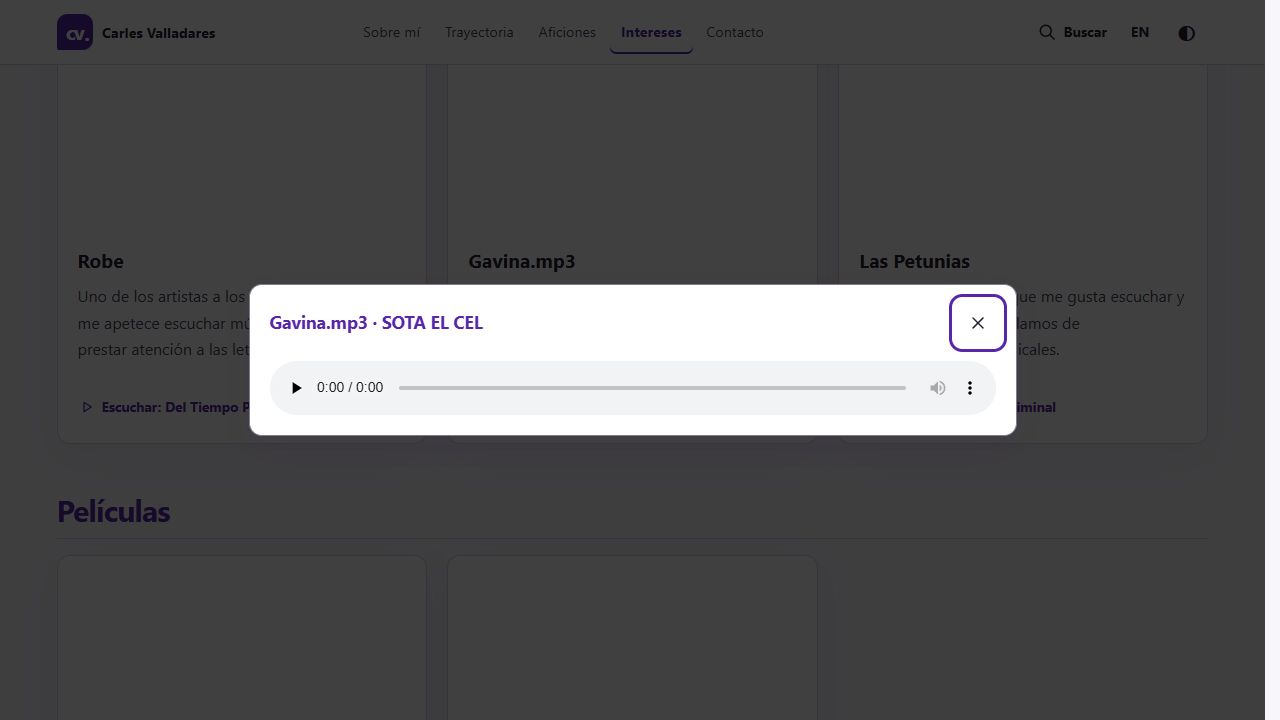 cv. Carles Valladares Sobre mí Trayectoria Aficiones Intereses Contacto Buscar EN
Robe Gavina.mp3 Las Petunias
Uno de los artistas a los
me apetece escuchar mú
prestar atención a las let
Escuchar: Del Tiempo P
ue me gusta escuchar y
lamos de
icales.
iminal
Gavina.mp3 · SOTA EL CEL
0:00 / 0:00
Películas